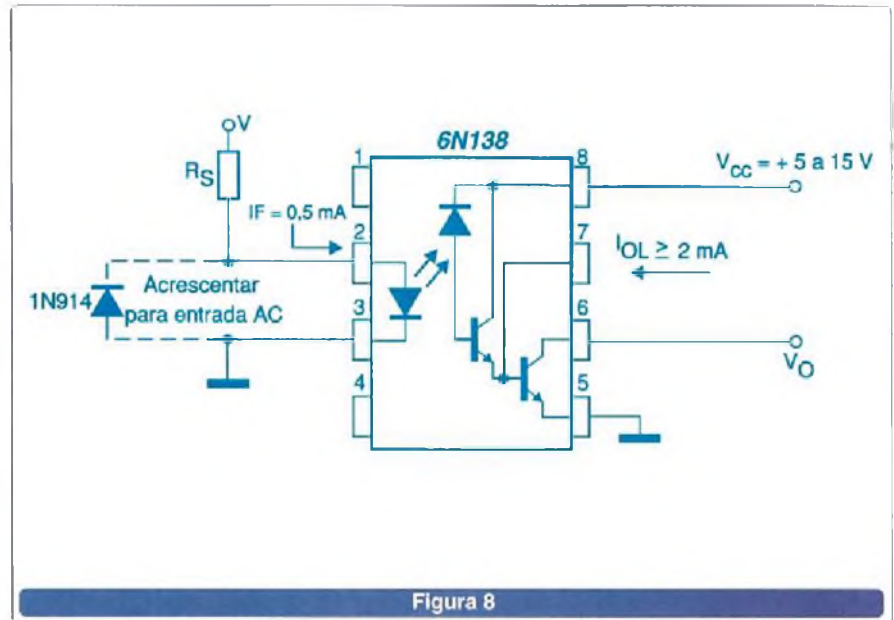 6N138
V
RS
IF = 0,5 mA
1
2
3
4
8
7
6
5
VCC = + 5 a 15 V
IOL ≥ 2 mA
1N914
Acrescentar
para entrada AC
VO
Figura 8